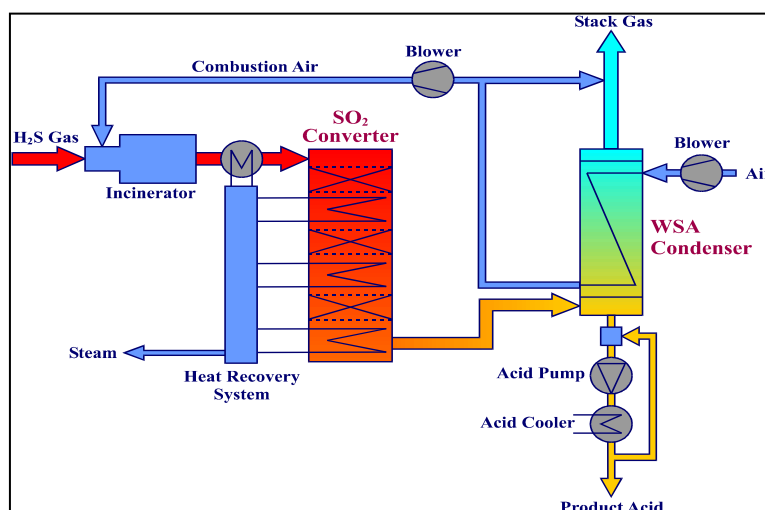 Stack Gas
Blower
Combustion Air
H₂S Gas
SO₂
Converter
Blower
Air
Incinerator
WSA
Condenser
Steam
Heat Recovery
System
Acid Pump
Acid Cooler
Product Acid